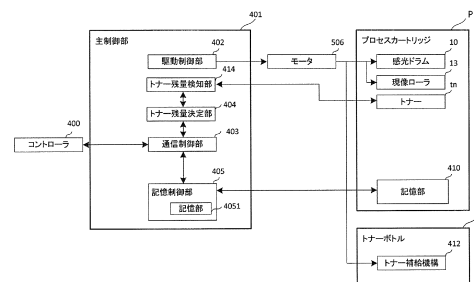 401
主制御部
402
駆動制御部
414
トナー残量検知部
404
トナー残量決定部
403
通信制御部
400
コントローラ
405
記憶制御部
記憶部
4051
506
モータ
P
プロセスカートリッジ
10
感光ドラム
13
現像ローラ
tn
トナー
410
記憶部
トナーボトル
412
トナー補給機構